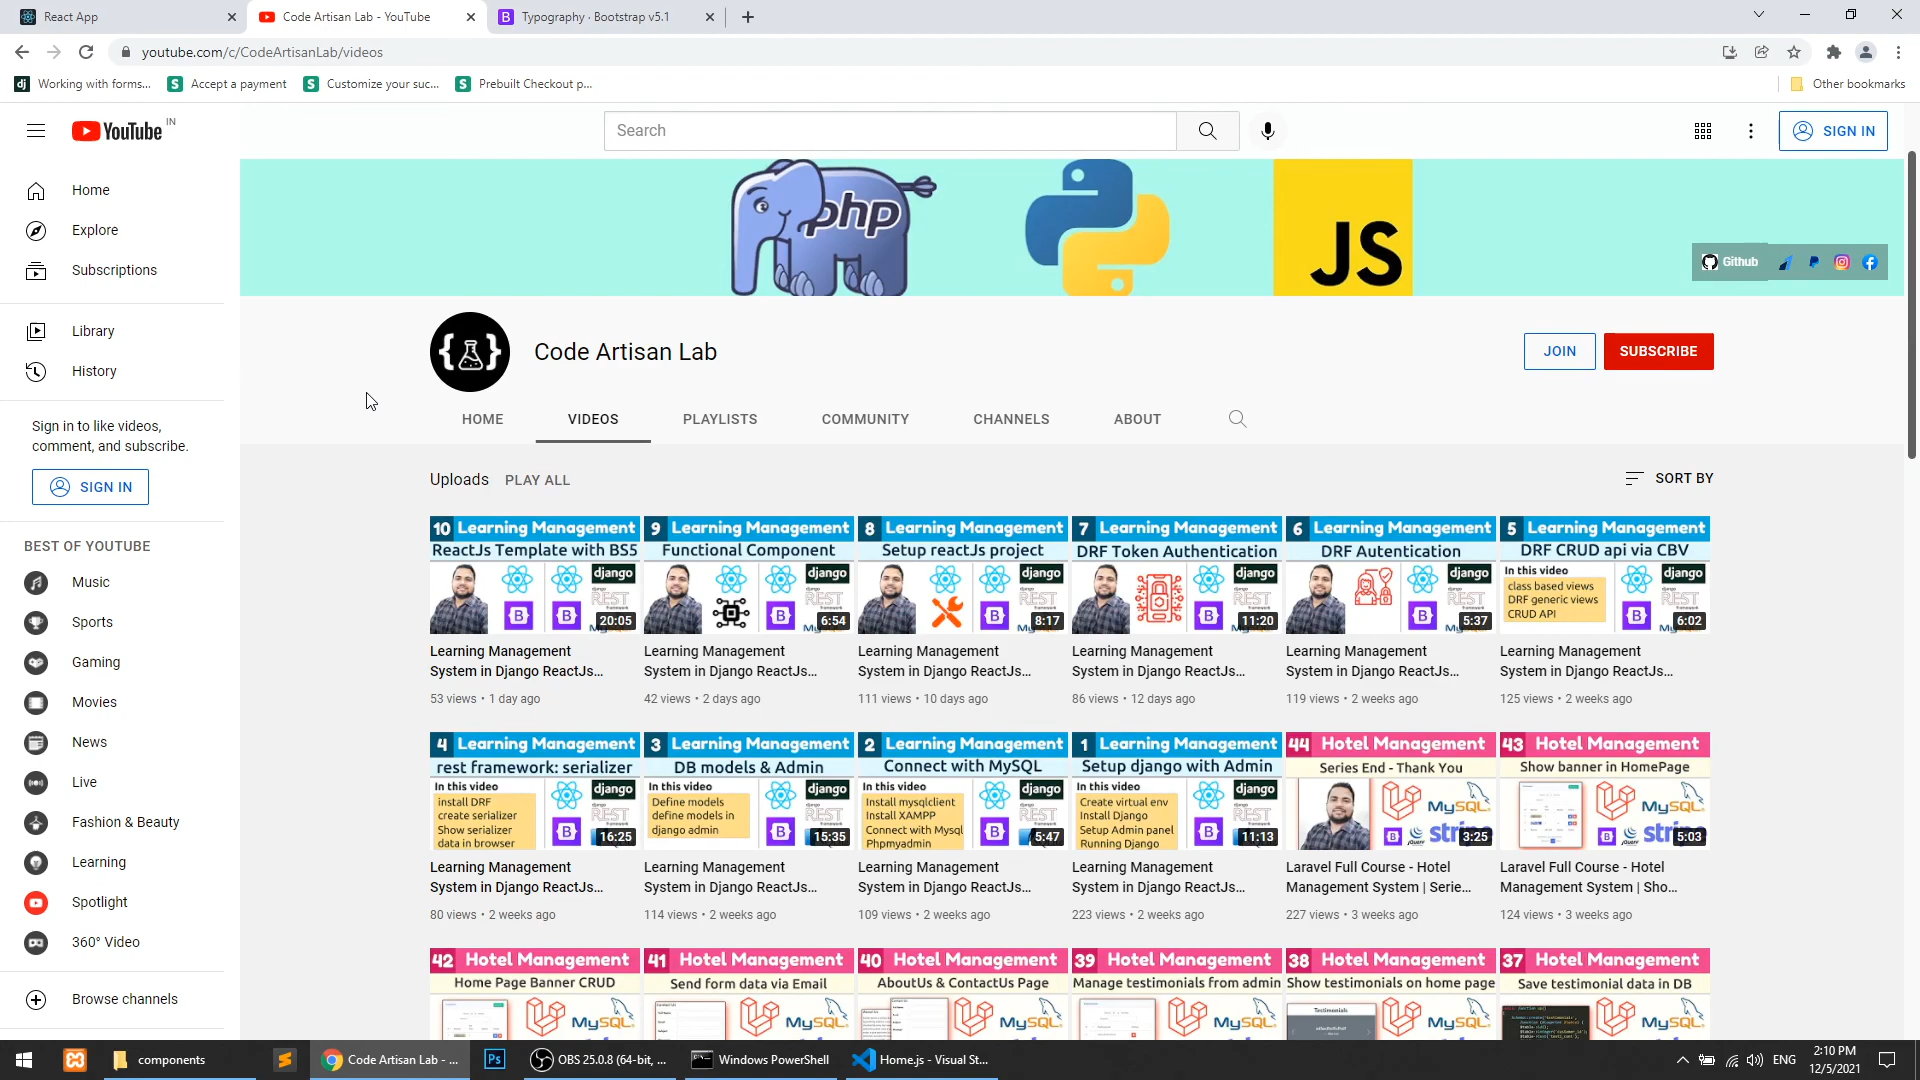 React App
Code Artisan Lab - YouTube
Typography · Bootstrap v5.1
youtube.com/c/CodeArtisanLab/videos
dj Working with forms...
S Accept a payment
S Customize your suc...
S Prebuilt Checkout p...
Other bookmarks
YouTube IN
Search
SIGN IN
Home
Explore
Subscriptions
Library
History
Sign in to like videos,
comment, and subscribe.
SIGN IN
BEST OF YOUTUBE
Music
Sports
Gaming
Movies
News
Live
Fashion & Beauty
Learning
Spotlight
360° Video
Browse channels
php
JS
Github
Code Artisan Lab
JOIN
SUBSCRIBE
HOME
VIDEOS
PLAYLISTS
COMMUNITY
CHANNELS
ABOUT
Uploads PLAY ALL
SORT BY
10 Learning Management
ReactJs Template with BS5
django
20:05
Learning Management
System in Django ReactJs...
53 views • 1 day ago
9 Learning Management
Functional Component
django
6:54
Learning Management
System in Django ReactJs...
42 views • 2 days ago
8 Learning Management
Setup reactJs project
django
8:17
Learning Management
System in Django ReactJs...
111 views • 10 days ago
7 Learning Management
DRF Token Authentication
django
11:20
Learning Management
System in Django ReactJs...
86 views • 12 days ago
6 Learning Management
DRF Autentication
django
5:37
Learning Management
System in Django ReactJs...
119 views • 2 weeks ago
5 Learning Management
DRF CRUD api via CBV
In this video
class based views
DRF generic views
CRUD API
django
6:02
Learning Management
System in Django ReactJs...
125 views • 2 weeks ago
4 Learning Management
rest framework: serializer
In this video
install DRF
create serializer
Show serializer
data in browser
django
16:25
Learning Management
System in Django ReactJs...
80 views • 2 weeks ago
3 Learning Management
DB models & Admin
In this video
Define models
define models in
django admin
django
15:35
Learning Management
System in Django ReactJs...
114 views • 2 weeks ago
2 Learning Management
Connect with MySQL
In this video
Install mysqlclient
Install XAMPP
Connect with Mysql
Phpmyadmin
django
5:47
Learning Management
System in Django ReactJs...
109 views • 2 weeks ago
1 Learning Management
Setup django with Admin
In this video
Create virtual env
Install Django
Setup Admin panel
Running Django
django
11:13
Learning Management
System in Django ReactJs...
223 views • 2 weeks ago
44 Hotel Management
Series End - Thank You
MySQL
3:25
Laravel Full Course - Hotel
Management System | Serie...
227 views • 3 weeks ago
43 Hotel Management
Show banner in HomePage
MySQL
5:03
Laravel Full Course - Hotel
Management System | Sho...
124 views • 3 weeks ago
42 Hotel Management
Home Page Banner CRUD
MySQL
41 Hotel Management
Send form data via Email
MySQL
40 Hotel Management
AboutUs & ContactUs Page
MySQL
39 Hotel Management
Manage testimonials from admin
MySQL
38 Hotel Management
Show testimonials on home page
Testimonials
MySQL
37 Hotel Management
Save testimonial data in DB
MySQL
components
Code Artisan Lab - ...
Ps
OBS 25.0.8 (64-bit, ...
Windows PowerShell
Home.js - Visual St...
ENG
2:10 PM
12/5/2021